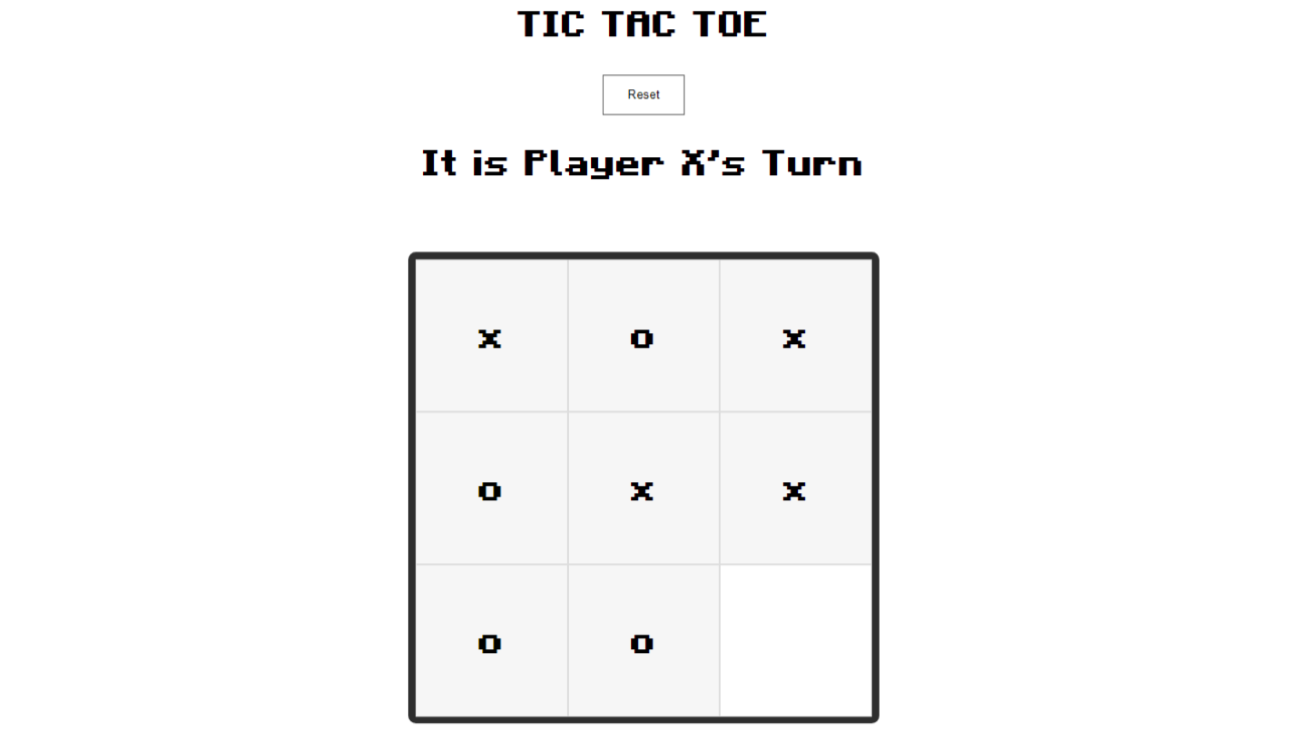 TIC TAC TOE
Reset
It is Player X's Turn
x o x
o x x
o o